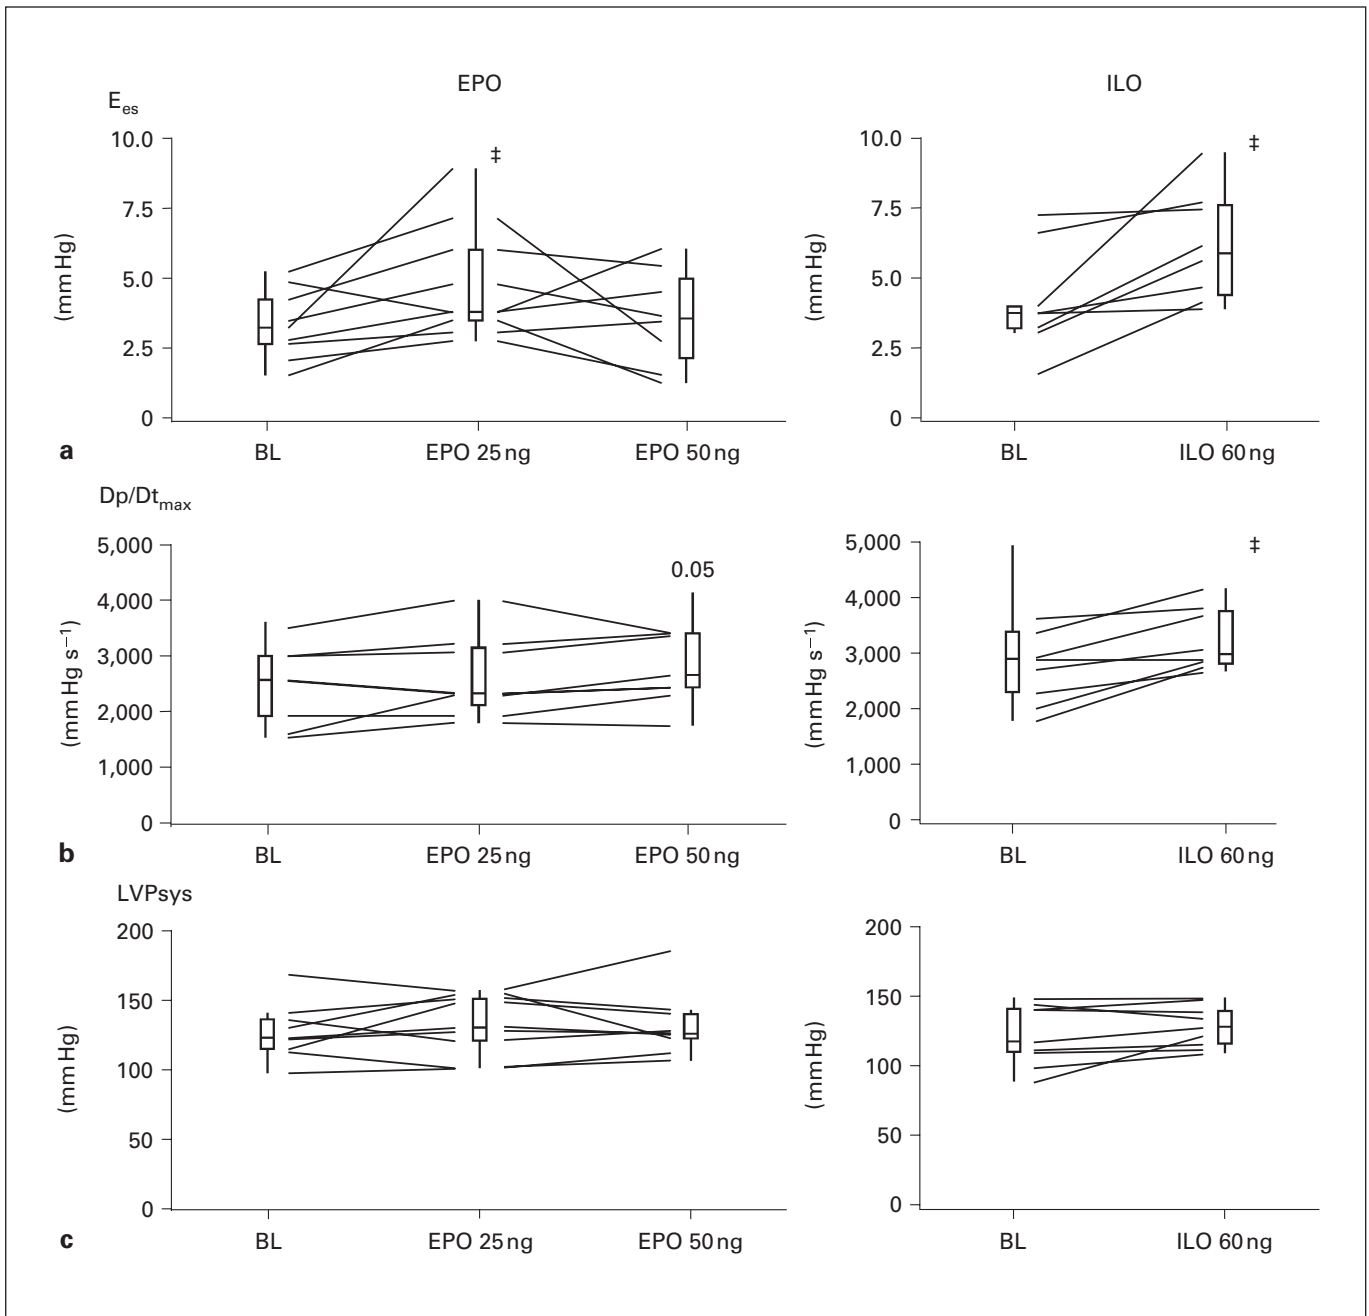 EPO
ILO
E_es
10.0
7.5
5.0
2.5
0
(mm Hg)
BL
EPO 25 ng
EPO 50 ng
‡
10.0
7.5
5.0
2.5
0
(mm Hg)
BL
ILO 60 ng
‡
a
Dp/Dt_max
5,000
4,000
3,000
2,000
1,000
0
(mm Hg s⁻¹)
0.05
BL
EPO 25 ng
EPO 50 ng
5,000
4,000
3,000
2,000
1,000
0
(mm Hg s⁻¹)
‡
BL
ILO 60 ng
b
LVPsys
200
150
100
50
0
(mm Hg)
BL
EPO 25 ng
EPO 50 ng
200
150
100
50
0
(mm Hg)
BL
ILO 60 ng
c